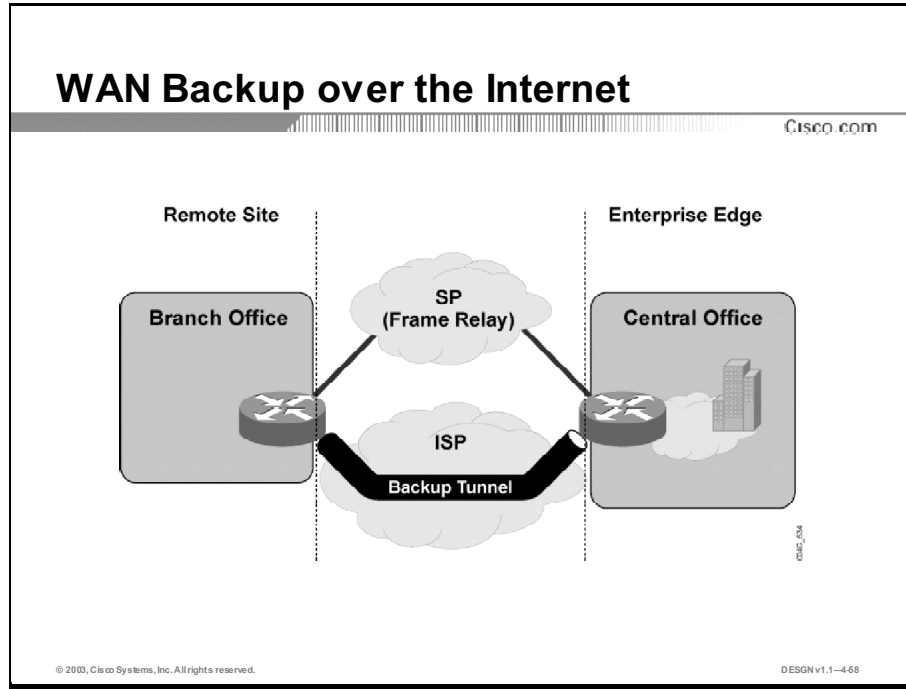 WAN Backup over the Internet
Cisco.com
Remote Site
Enterprise Edge
SP
(Frame Relay)
Branch Office
Central Office
ISP
Backup Tunnel
© 2003, Cisco Systems, Inc. All rights reserved.
DESGN v1.1—4-58